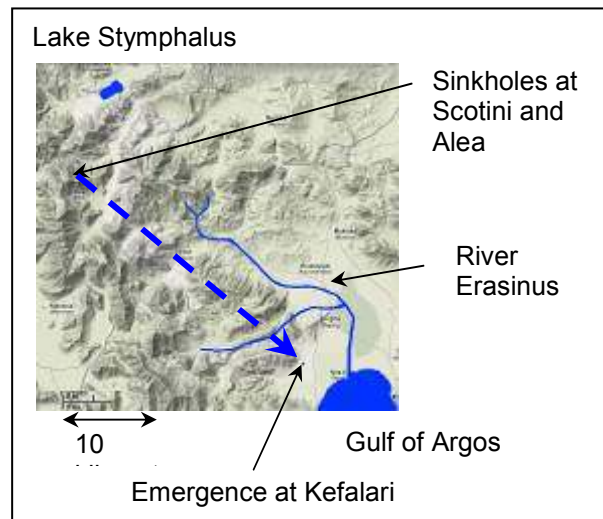 Lake Stymphalus
Sinkholes at
Scotini and
Alea
River
Erasinus
10
Gulf of Argos
Emergence at Kefalari